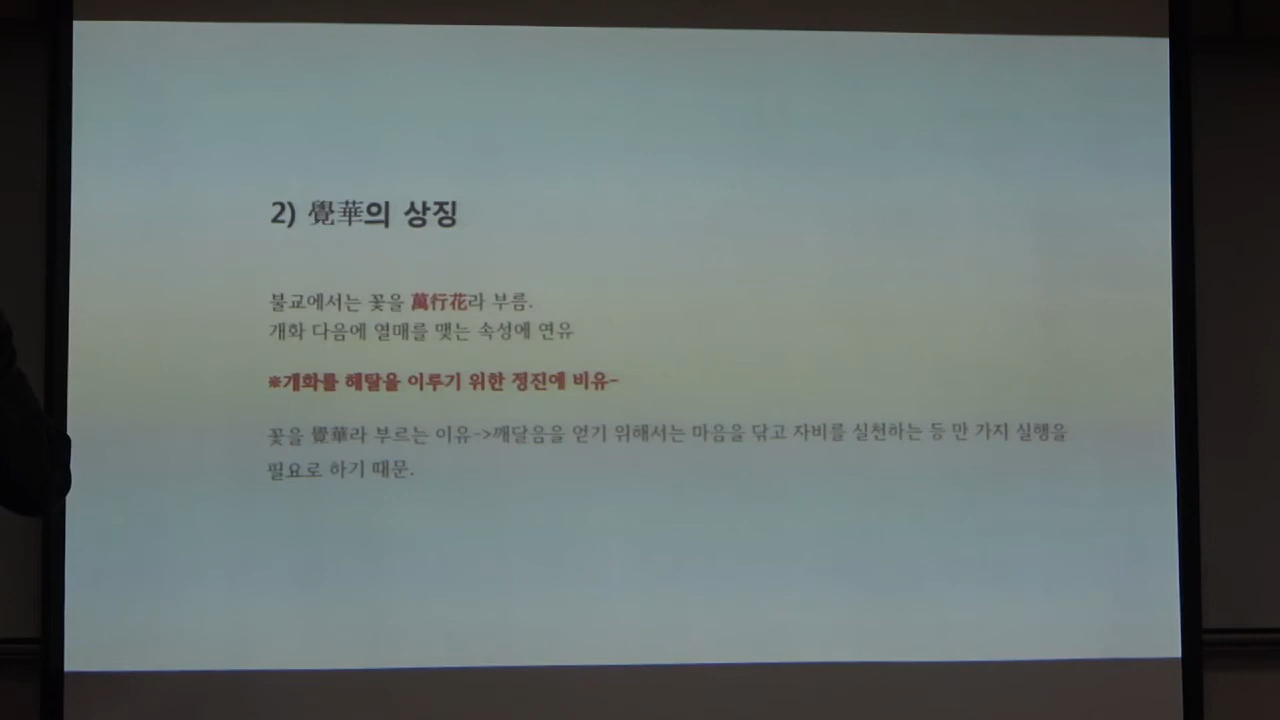 2) 覺華의 상징
불교에서는 꽃을 萬行花라 부름.
개화 다음에 열매를 맺는 속성에 연유
※개화를 해탈을 이루기 위한 정진에 비유-
꽃을 覺華라 부르는 이유->깨달음을 얻기 위해서는 마음을 닦고 자비를 실천하는 등 만 가지 실행을
필요로 하기 때문.